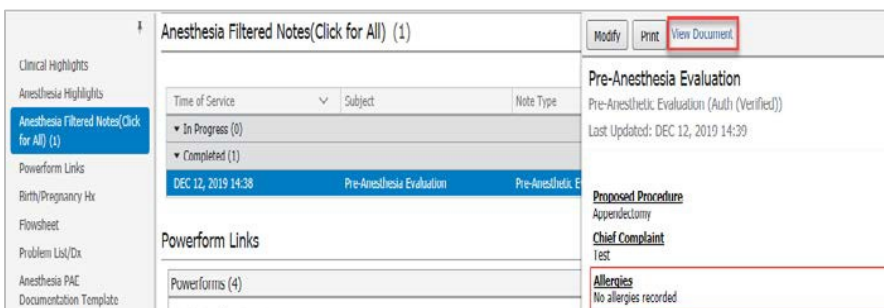 Clinical Highlights
Anesthesia Highlights
Anesthesia Filtered Notes(Click
for All) (1)
Powerform Links
Birth/Pregnancy Hx
Flowsheet
Problem List/Dx
Anesthesia PAE
Documentation Template
Anesthesia Filtered Notes(Click for All) (1)
Time of Service Subject Note Type
In Progress (0)
Completed (1)
DEC 12, 2019 14:38 Pre-Anesthesia Evaluation Pre-Anesthetic E
Powerform Links
Powerforms (4)
Modify Print View Document
Pre-Anesthesia Evaluation
Pre-Anesthetic Evaluation (Auth (Verified))
Last Updated: DEC 12, 2019 14:39
Proposed Procedure
Appendectomy
Chief Complaint
Test
Allergies
No allergies recorded